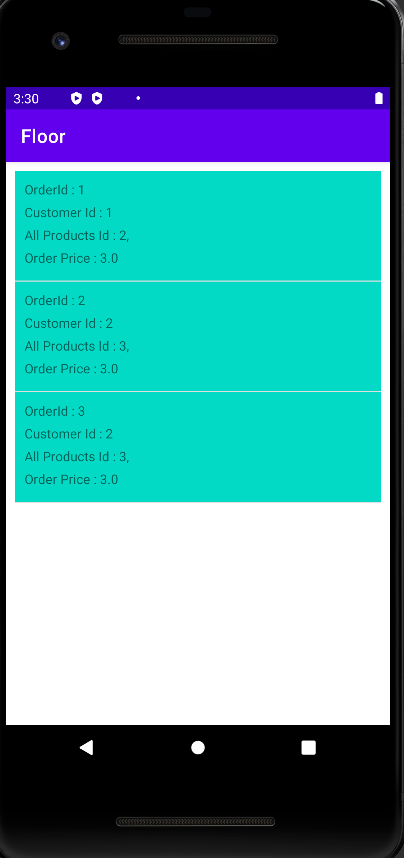 3:30
Floor
OrderId : 1
Customer Id : 1
All Products Id : 2,
Order Price : 3.0
OrderId : 2
Customer Id : 2
All Products Id : 3,
Order Price : 3.0
OrderId : 3
Customer Id : 2
All Products Id : 3,
Order Price : 3.0